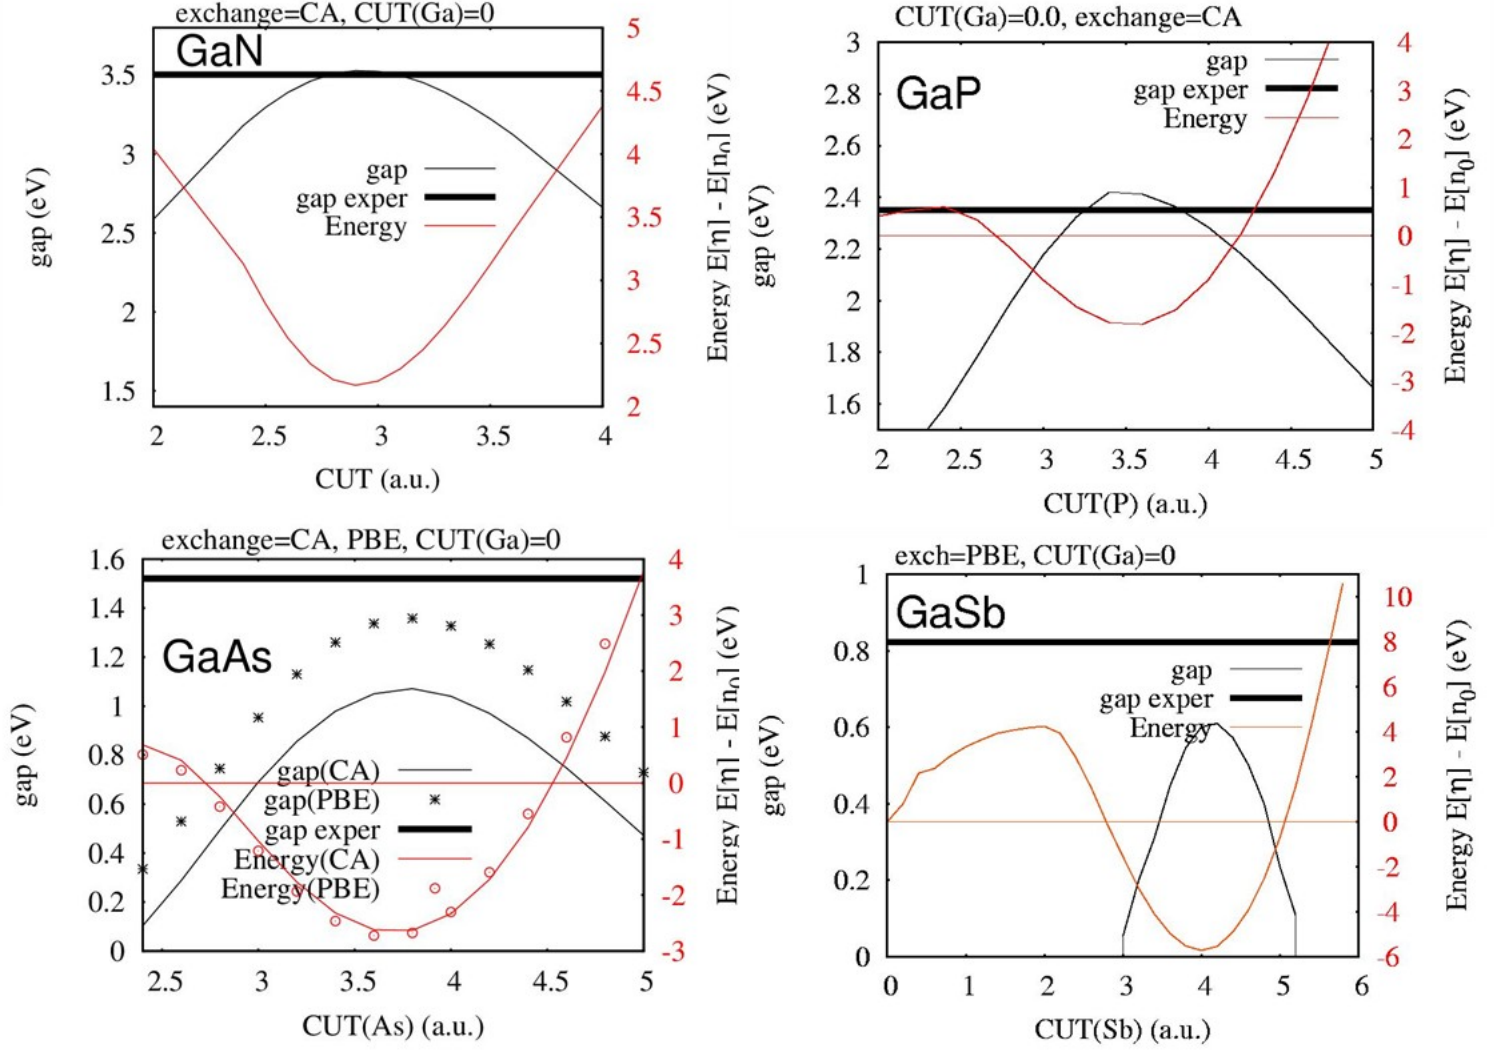 exchange=CA, CUT(Ga)=0
GaN
gap (eV)
3.5
3
2.5
2
1.5
gap
gap exper
Energy
5
4.5
4
3.5
3
2.5
2
Energy E[η] - E[n0] (eV)
2 2.5 3 3.5 4
CUT (a.u.)
CUT(Ga)=0.0, exchange=CA
GaP
gap (eV)
3
2.8
2.6
2.4
2.2
2
1.8
1.6
gap
gap exper
Energy
4
3
2
1
0
-1
-2
-3
-4
Energy E[η] - E[n0] (eV)
2 2.5 3 3.5 4 4.5 5
CUT(P) (a.u.)
exchange=CA, PBE, CUT(Ga)=0
GaAs
gap (eV)
1.6
1.4
1.2
1
0.8
0.6
0.4
0.2
0
gap(CA)
gap(PBE)
gap exper
Energy(CA)
Energy(PBE)
4
3
2
1
0
-1
-2
-3
Energy E[η] - E[n0] (eV)
2.5 3 3.5 4 4.5 5
CUT(As) (a.u.)
exch=PBE, CUT(Ga)=0
GaSb
gap (eV)
1
0.8
0.6
0.4
0.2
0
gap
gap exper
Energy
10
8
6
4
2
0
-2
-4
-6
Energy E[η] - E[n0] (eV)
0 1 2 3 4 5 6
CUT(Sb) (a.u.)